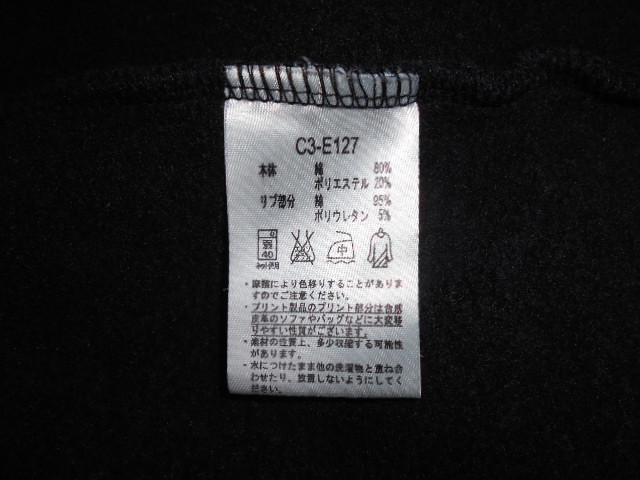 C3-E127
本体 綿 80%
ポリエステル 20%
リブ部分 綿 95%
ポリウレタン 5%
弱 中
40
ネット使用
・摩擦により色移りすることがありま
すのでご注意ください。
・プリント製品のプリント部分は合成
皮革のソファやバッグなどに大変移
りやすい性質がございます。
・素材の性質上、多少収縮する可能性
があります。
・水につけたまま他の洗濯物と重ね合
わせたり、放置しないようにしてく
ださい。